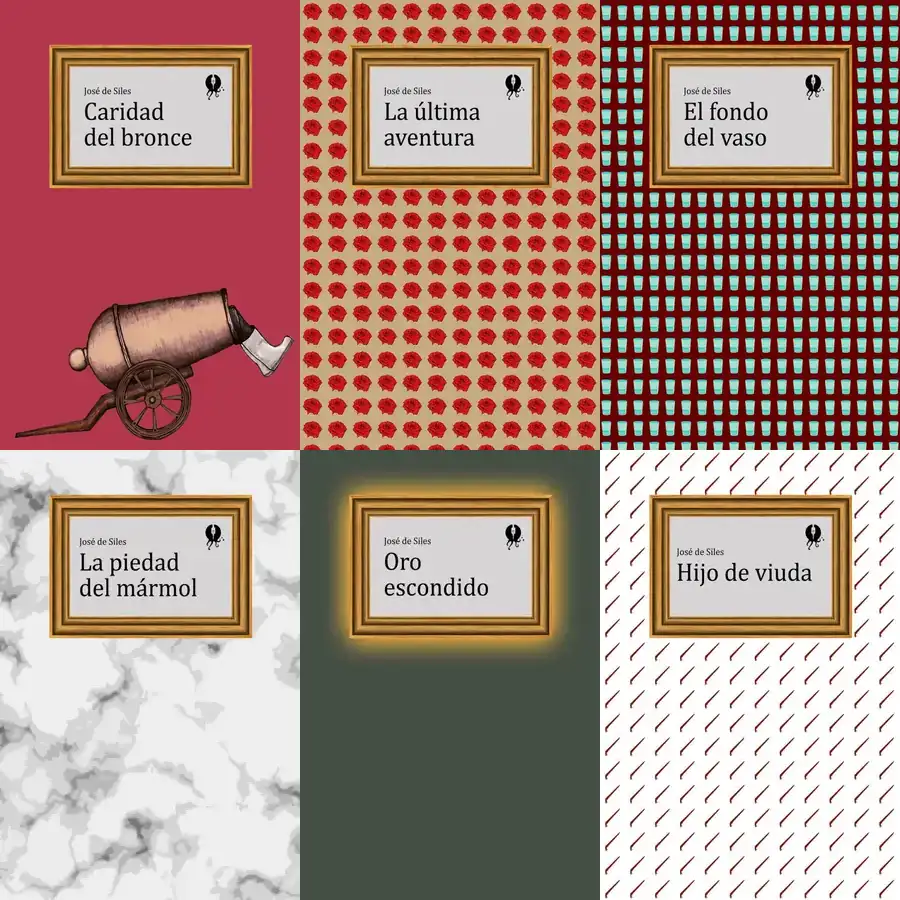 José de Siles
Caridad
del bronce
José de Siles
La última
aventura
José de Siles
El fondo
del vaso
José de Siles
La piedad
del mármol
José de Siles
Oro
escondido
José de Siles
Hijo de viuda